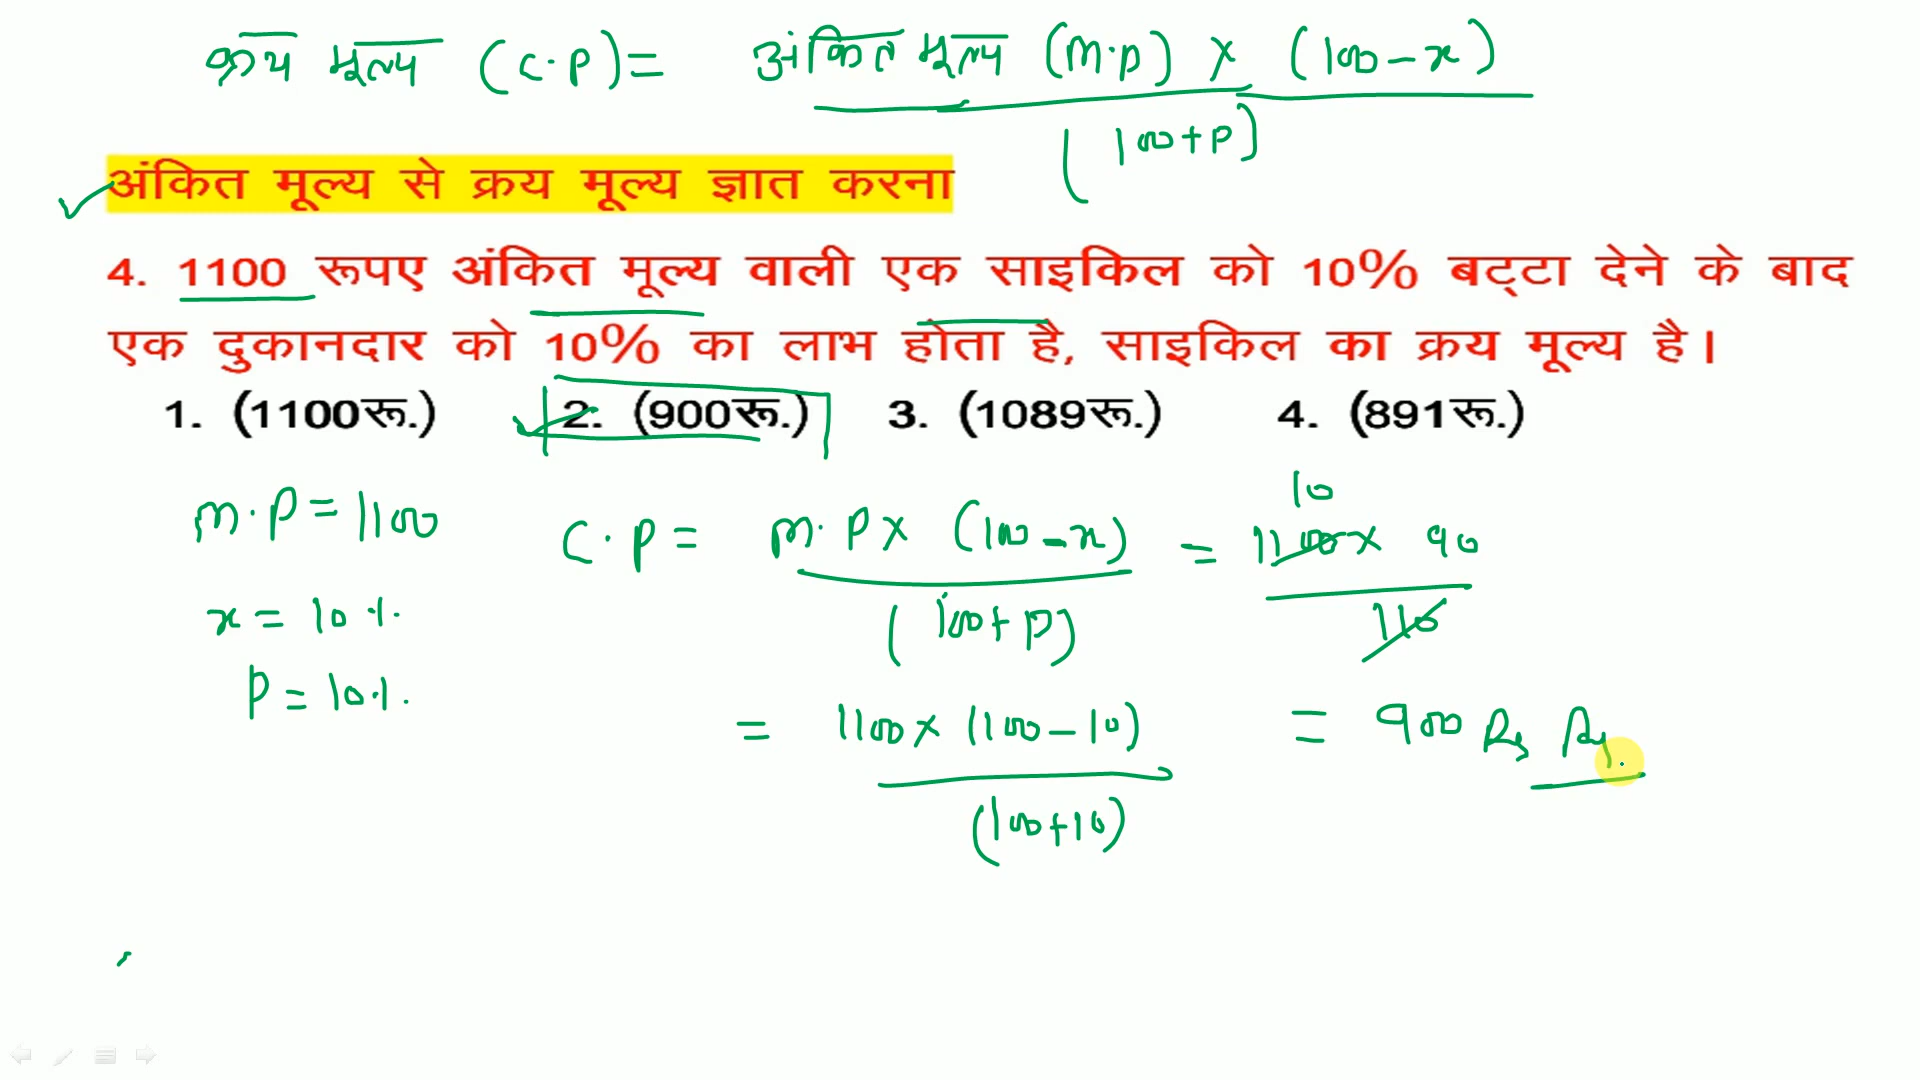 क्रय मूल्य (C.P) = अंकित मूल्य (M.P) × (100 - x)
(100 + P)
अंकित मूल्य से क्रय मूल्य ज्ञात करना
4. 1100 रूपए अंकित मूल्य वाली एक साइकिल को 10% बट्टा देने के बाद
एक दुकानदार को 10% का लाभ होता है, साइकिल का क्रय मूल्य है।
1. (1100रू.) 2. (900रू.) 3. (1089रू.) 4. (891रू.)
M.P = 1100
x = 10%.
P = 10%.
C.P = M.P × (100 - x)
(100 + P)
= 1100 × (100 - 10)
(100 + 10)
10
= 1100 × 90
110
= 900 Rs